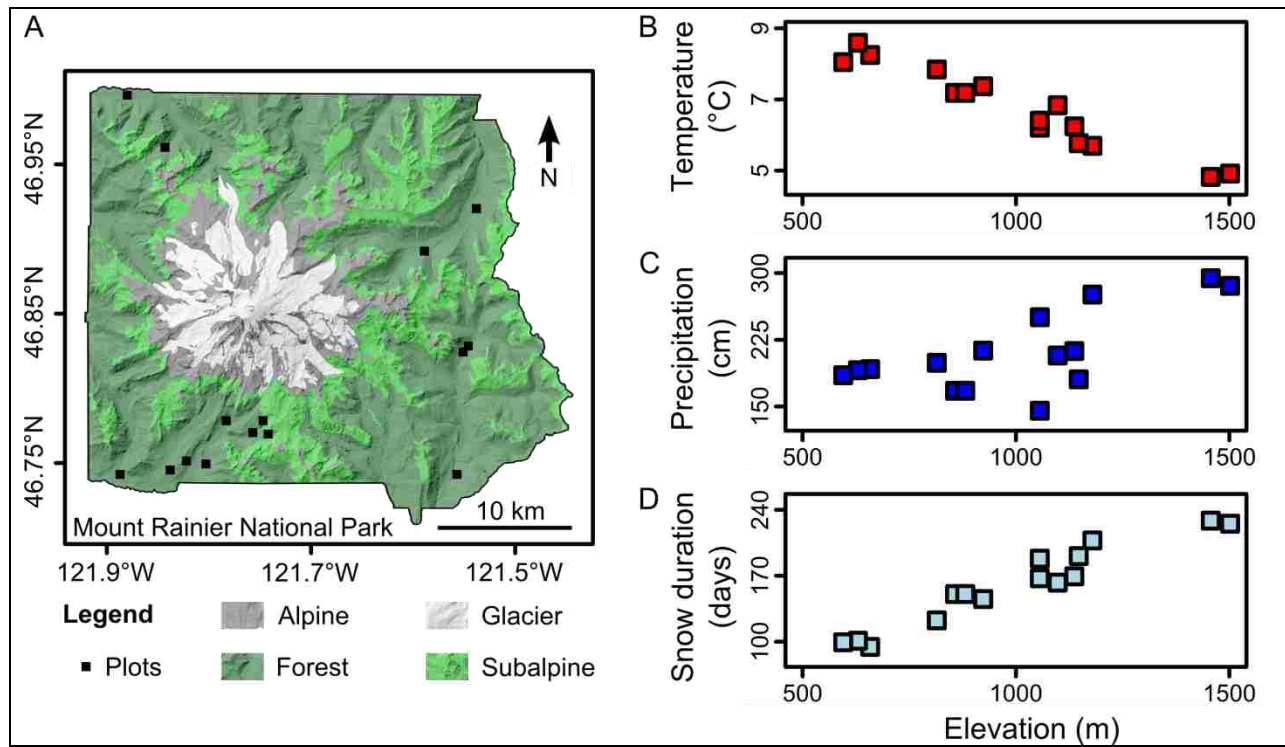 A
46.95°N
46.85°N
46.75°N
N
Mount Rainier National Park
10 km
121.9°W 121.7°W 121.5°W
Legend
Alpine
Glacier
Plots
Forest
Subalpine
B
Temperature
(°C)
9
7
5
500 1000 1500
C
Precipitation
(cm)
300
225
150
500 1000 1500
D
Snow duration
(days)
240
170
100
500 1000 1500
Elevation (m)